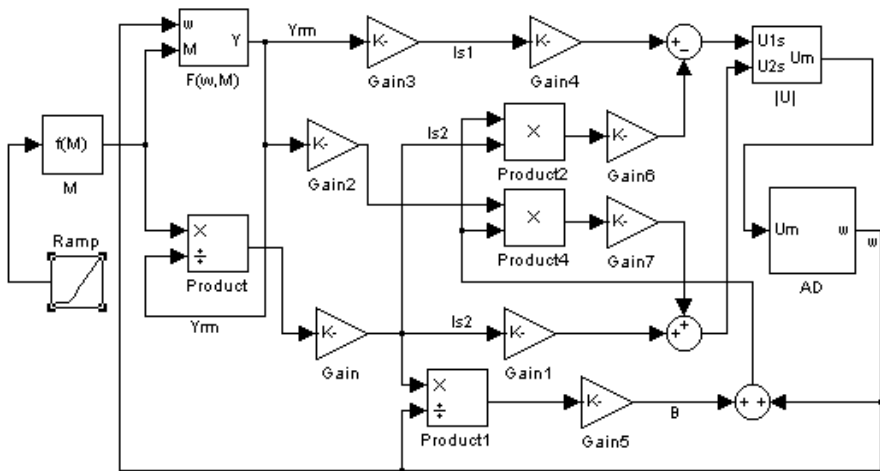 w
M
Y
F(w,M)
Yrm
K-
Gain3
Is1
K-
Gain4
+
−
U1s
U2s
Um
|U|
f(M)
M
Ramp
×
÷
Product
Yrm
K-
Gain2
Is2
×
Product2
K-
Gain6
×
Product4
K-
Gain7
Um
w
w
AD
K-
Gain
Is2
K-
Gain1
+
+
×
÷
Product1
K-
Gain5
B
+ +